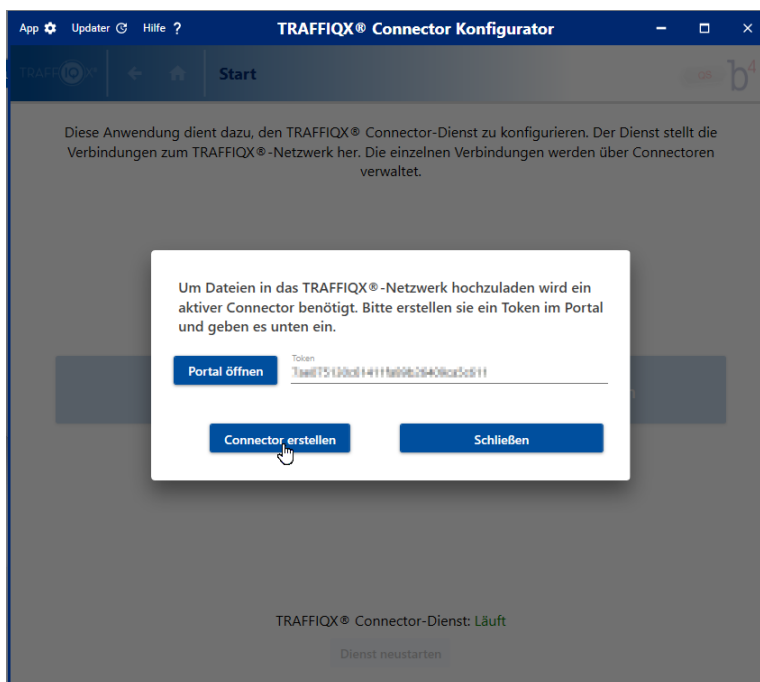 App Updater Hilfe ? TRAFFIQX® Connector Konfigurator
TRAFFIQX® Start b4
Diese Anwendung dient dazu, den TRAFFIQX® Connector-Dienst zu konfigurieren. Der Dienst stellt die
Verbindungen zum TRAFFIQX®-Netzwerk her. Die einzelnen Verbindungen werden über Connectoren
verwaltet.
Um Dateien in das TRAFFIQX®-Netzwerk hochzuladen wird ein
aktiver Connector benötigt. Bitte erstellen sie ein Token im Portal
und geben es unten ein.
Token
Portal öffnen
Connector erstellen Schließen
TRAFFIQX® Connector-Dienst: Läuft
Dienst neustarten